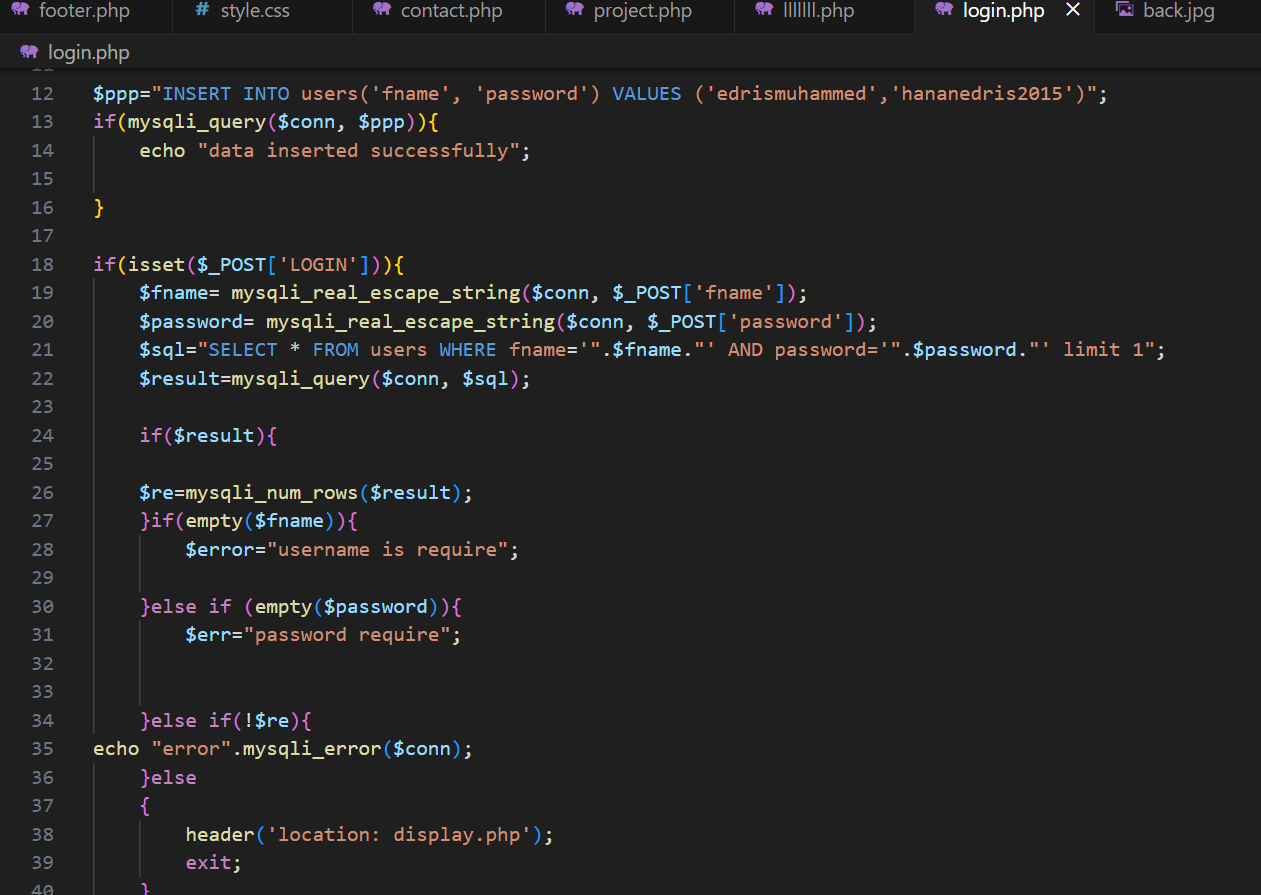 footer.php # style.css contact.php project.php lllllll.php login.php × back.jpg
login.php
11
12 $ppp="INSERT INTO users('fname', 'password') VALUES ('edrismuhammed','hananedris2015')";
13 if(mysqli_query($conn, $ppp)){
14 echo "data inserted successfully";
15
16 }
17
18 if(isset($_POST['LOGIN'])){
19 $fname= mysqli_real_escape_string($conn, $_POST['fname']);
20 $password= mysqli_real_escape_string($conn, $_POST['password']);
21 $sql="SELECT * FROM users WHERE fname='".$fname."' AND password='".$password."' limit 1";
22 $result=mysqli_query($conn, $sql);
23
24 if($result){
25
26 $re=mysqli_num_rows($result);
27 }if(empty($fname)){
28 $error="username is require";
29
30 }else if (empty($password)){
31 $err="password require";
32
33
34 }else if(!$re){
35 echo "error".mysqli_error($conn);
36 }else
37 {
38 header('location: display.php');
39 exit;
40 }